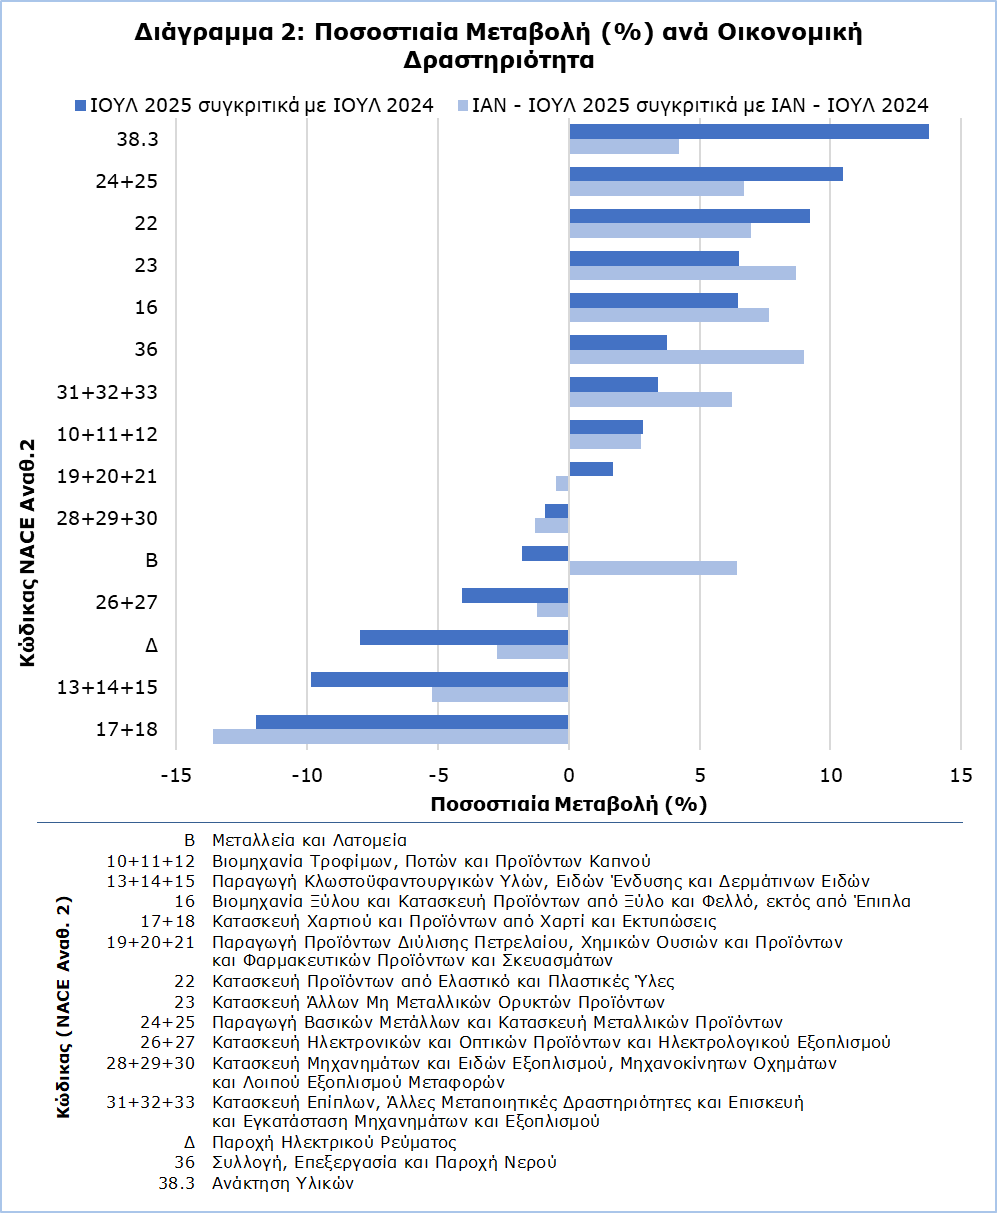 Διάγραμμα 2: Ποσοστιαία Μεταβολή (%) ανά Οικονομική
Δραστηριότητα
ΙΟΥΛ 2025 συγκριτικά με ΙΟΥΛ 2024
ΙΑΝ - ΙΟΥΛ 2025 συγκριτικά με ΙΑΝ - ΙΟΥΛ 2024
Κώδικας NACE Αναθ.2
38.3
24+25
22
23
16
36
31+32+33
10+11+12
19+20+21
28+29+30
Β
26+27
Δ
13+14+15
17+18
-15 -10 -5 0 5 10 15
Ποσοστιαία Μεταβολή (%)
Κώδικας (NACE Αναθ. 2)
Β Μεταλλεία και Λατομεία
10+11+12 Βιομηχανία Τροφίμων, Ποτών και Προϊόντων Καπνού
13+14+15 Παραγωγή Κλωστοϋφαντουργικών Υλών, Ειδών Ένδυσης και Δερμάτινων Ειδών
16 Βιομηχανία Ξύλου και Κατασκευή Προϊόντων από Ξύλο και Φελλό, εκτός από Έπιπλα
17+18 Κατασκευή Χαρτιού και Προϊόντων από Χαρτί και Εκτυπώσεις
19+20+21 Παραγωγή Προϊόντων Διύλισης Πετρελαίου, Χημικών Ουσιών και Προϊόντων
και Φαρμακευτικών Προϊόντων και Σκευασμάτων
22 Κατασκευή Προϊόντων από Ελαστικό και Πλαστικές Ύλες
23 Κατασκευή Άλλων Μη Μεταλλικών Ορυκτών Προϊόντων
24+25 Παραγωγή Βασικών Μετάλλων και Κατασκευή Μεταλλικών Προϊόντων
26+27 Κατασκευή Ηλεκτρονικών και Οπτικών Προϊόντων και Ηλεκτρολογικού Εξοπλισμού
28+29+30 Κατασκευή Μηχανημάτων και Ειδών Εξοπλισμού, Μηχανοκίνητων Οχημάτων
και Λοιπού Εξοπλισμού Μεταφορών
31+32+33 Κατασκευή Επίπλων, Άλλες Μεταποιητικές Δραστηριότητες και Επισκευή
και Εγκατάσταση Μηχανημάτων και Εξοπλισμού
Δ Παροχή Ηλεκτρικού Ρεύματος
36 Συλλογή, Επεξεργασία και Παροχή Νερού
38.3 Ανάκτηση Υλικών